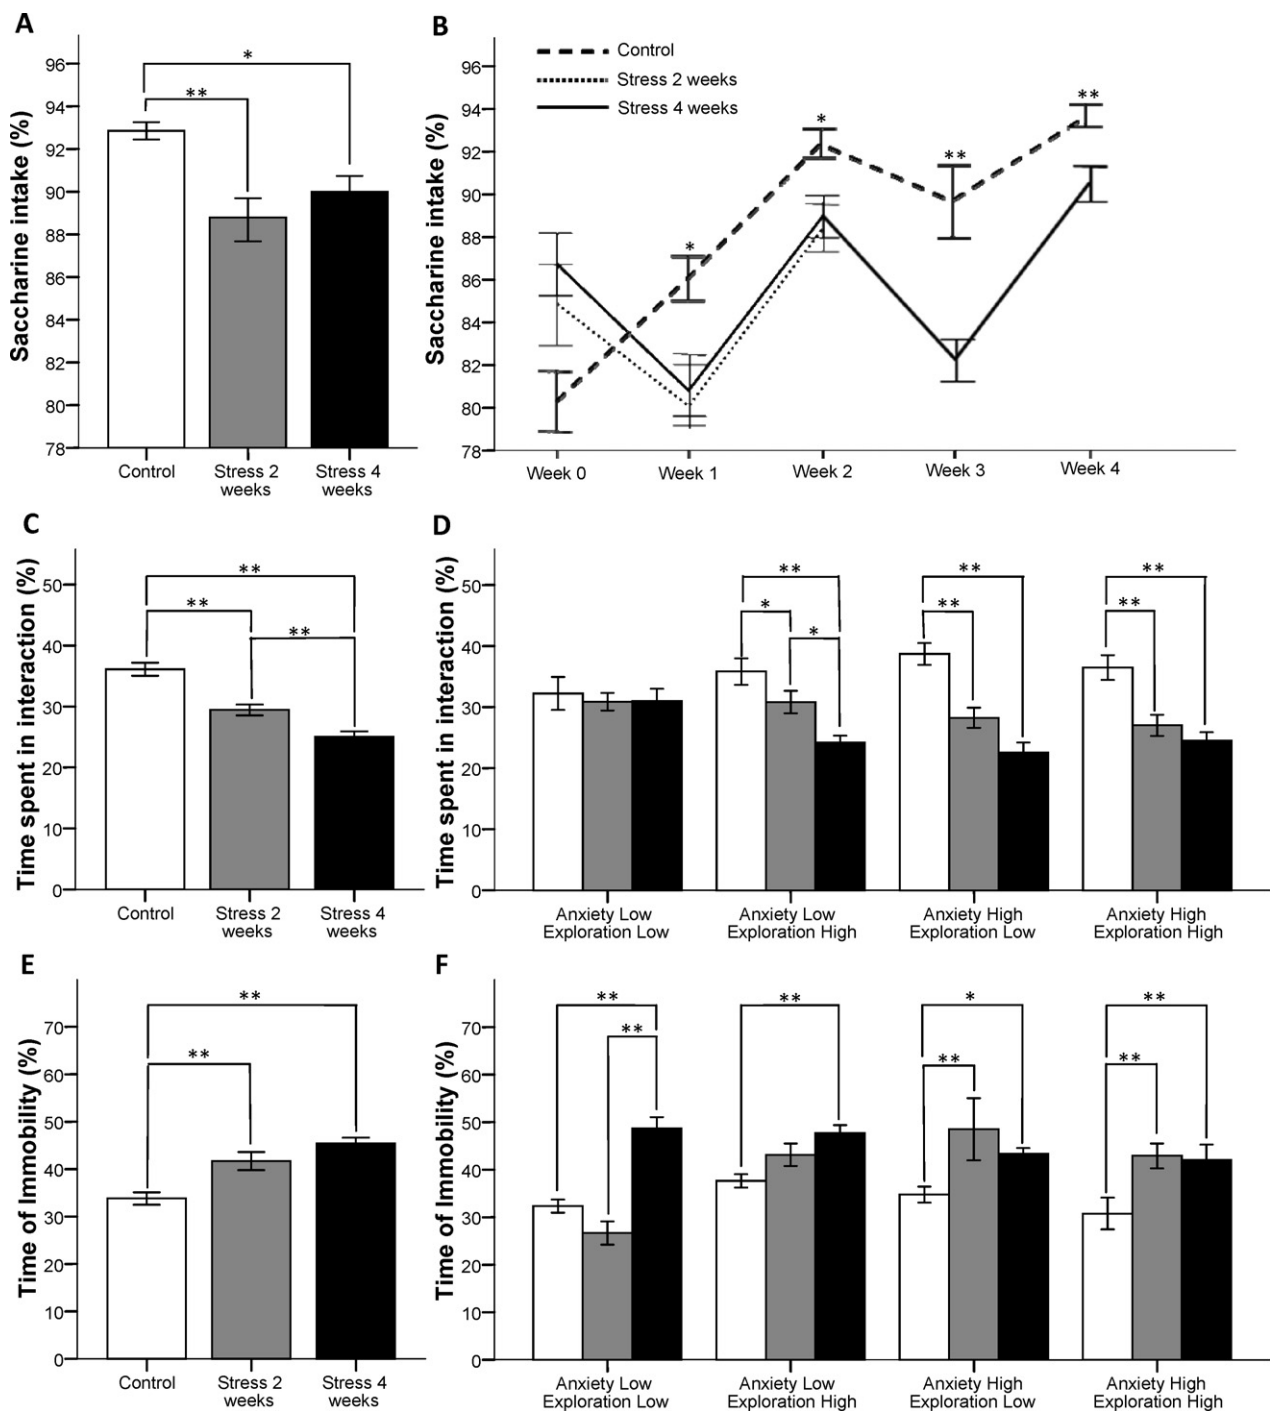 A
Saccharine intake (%)
96
94
92
90
88
86
84
82
80
78
*
**
Control
Stress 2
weeks
Stress 4
weeks
B
Saccharine intake (%)
96
94
92
90
88
86
84
82
80
78
Control
Stress 2 weeks
Stress 4 weeks
*
*
**
**
Week 0
Week 1
Week 2
Week 3
Week 4
C
Time spent in interaction (%)
50
40
30
20
10
0
**
**
**
Control
Stress 2
weeks
Stress 4
weeks
D
Time spent in interaction (%)
50
40
30
20
10
0
**
*
*
**
**
**
**
Anxiety Low
Exploration Low
Anxiety Low
Exploration High
Anxiety High
Exploration Low
Anxiety High
Exploration High
E
Time of Immobility (%)
70
60
50
40
30
20
10
0
**
**
Control
Stress 2
weeks
Stress 4
weeks
F
Time of Immobility (%)
70
60
50
40
30
20
10
0
**
**
**
*
**
**
**
Anxiety Low
Exploration Low
Anxiety Low
Exploration High
Anxiety High
Exploration Low
Anxiety High
Exploration High